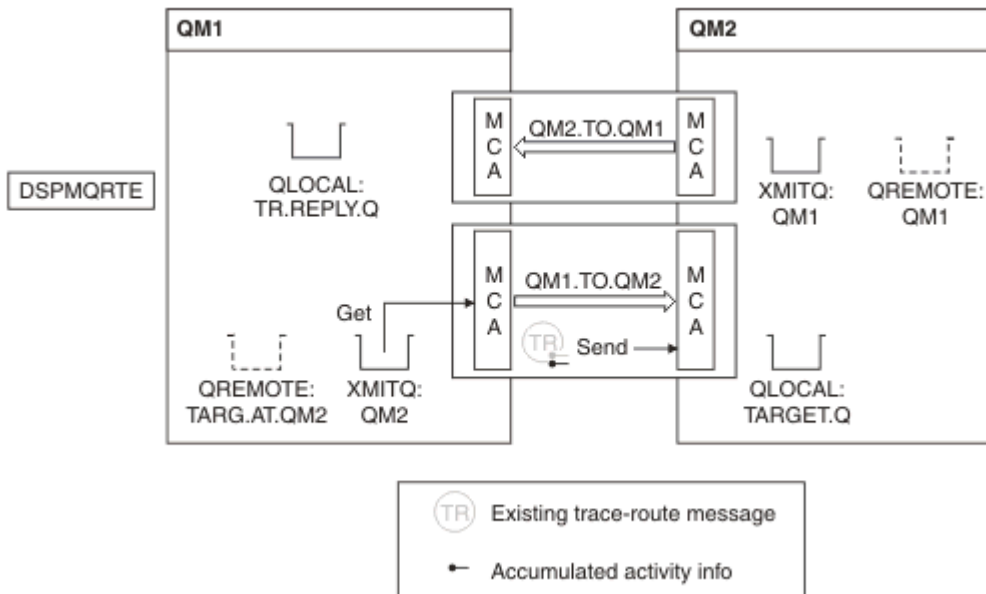 QM1
QM2
M
C
A
QM2.TO.QM1
M
C
A
DSPMQRTE
QLOCAL:
TR.REPLY.Q
XMITQ:
QM1
QREMOTE:
QM1
M
C
A
QM1.TO.QM2
M
C
A
Get
TR
Send
QREMOTE:
TARG.AT.QM2
XMITQ:
QM2
QLOCAL:
TARGET.Q
TR Existing trace-route message
Accumulated activity info